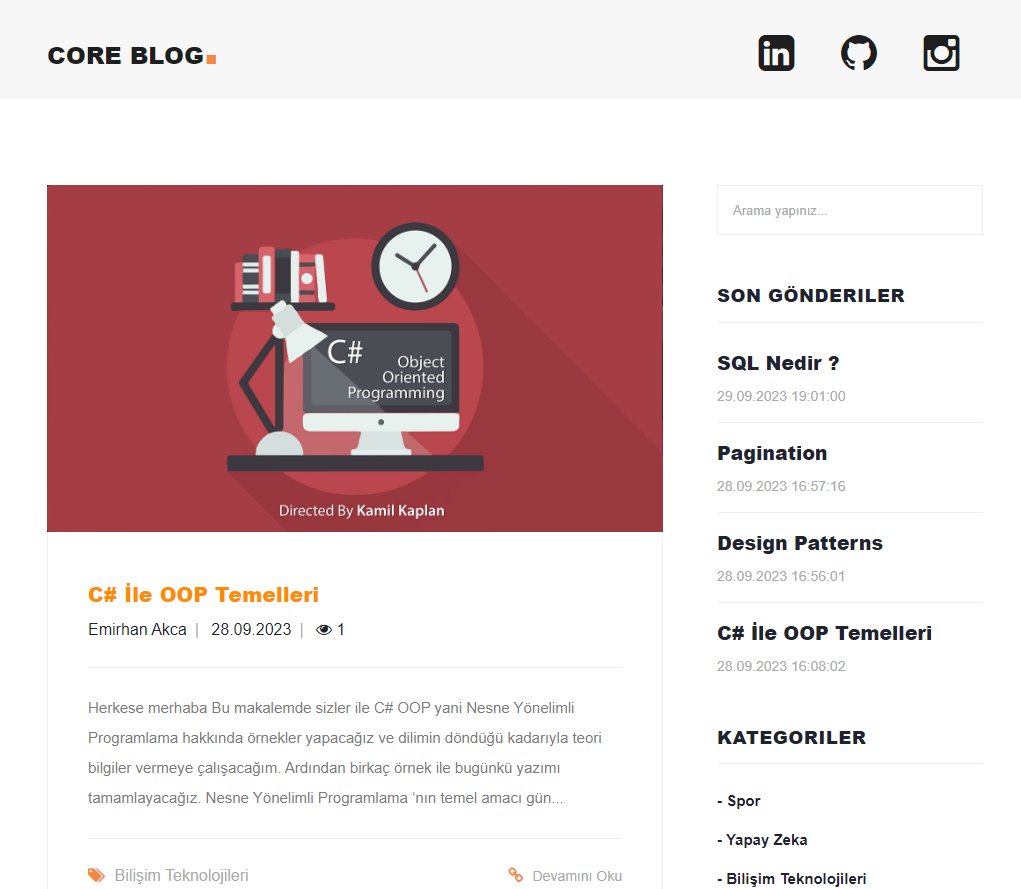 CORE BLOG
C#
Object
Oriented
Programming
Directed By Kamil Kaplan
C# İle OOP Temelleri
Emirhan Akca | 28.09.2023 | 1
Herkese merhaba Bu makalemde sizler ile C# OOP yani Nesne Yönelimli
Programlama hakkında örnekler yapacağız ve dilimin döndüğü kadarıyla teori
bilgiler vermeye çalışacağım. Ardından birkaç örnek ile bugünkü yazımı
tamamlayacağız. Nesne Yönelimli Programlama ‘nın temel amacı gün...
Bilişim Teknolojileri
Devamını Oku
Arama yapınız...
SON GÖNDERILER
SQL Nedir ?
29.09.2023 19:01:00
Pagination
28.09.2023 16:57:16
Design Patterns
28.09.2023 16:56:01
C# İle OOP Temelleri
28.09.2023 16:08:02
KATEGORILER
- Spor
- Yapay Zeka
- Bilişim Teknolojileri